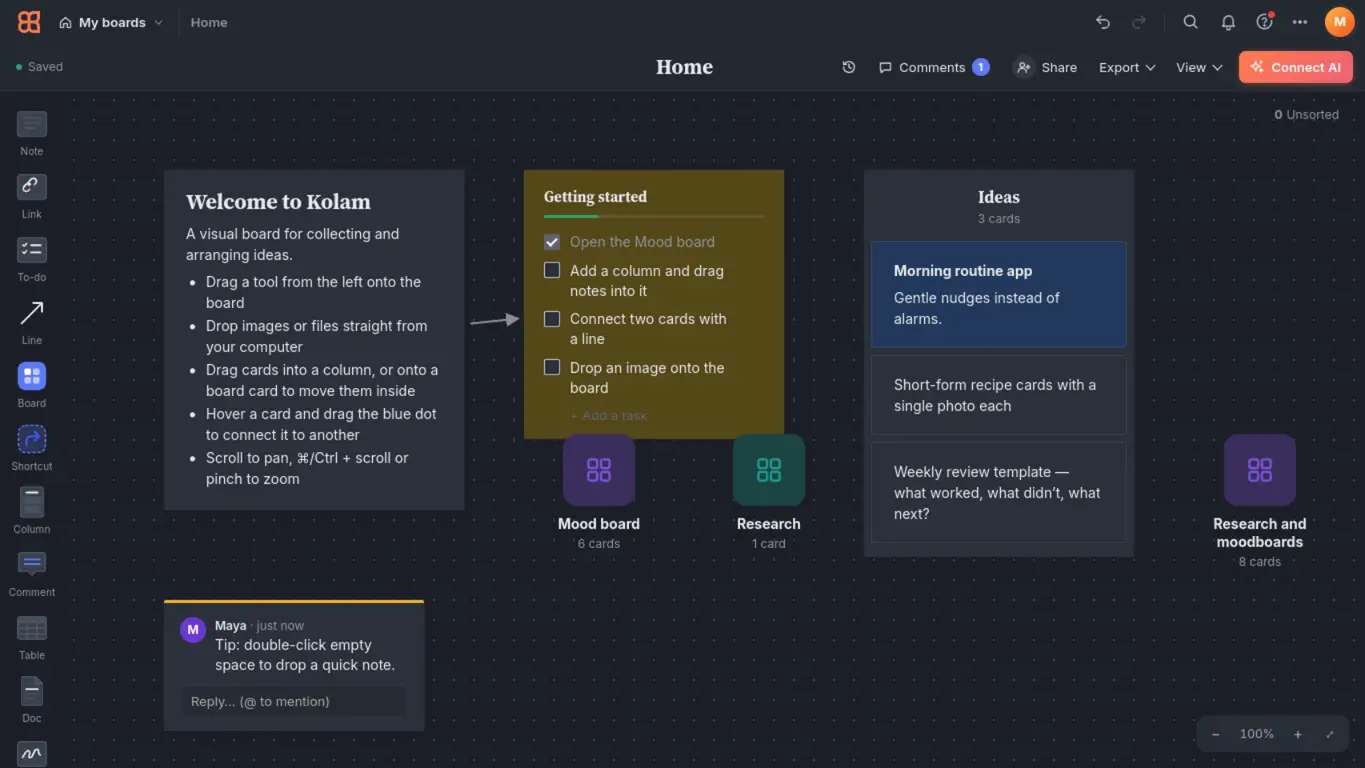 My boards
Home
Saved
Home
Comments 1
Share
Export
View
Connect AI
M
0 Unsorted
Note
Link
To-do
Line
Board
Shortcut
Column
Comment
Table
Doc
Welcome to Kolam
A visual board for collecting and
arranging ideas.
• Drag a tool from the left onto the
board
• Drop images or files straight from
your computer
• Drag cards into a column, or onto a
board card to move them inside
• Hover a card and drag the blue dot
to connect it to another
• Scroll to pan, ⌘/Ctrl + scroll or
pinch to zoom
Getting started
Open the Mood board
Add a column and drag
notes into it
Connect two cards with
a line
Drop an image onto the
board
+ Add a task
Mood board
6 cards
Research
1 card
Ideas
3 cards
Morning routine app
Gentle nudges instead of
alarms.
Short-form recipe cards with a
single photo each
Weekly review template —
what worked, what didn’t, what
next?
Research and
moodboards
8 cards
M
Maya · just now
Tip: double-click empty
space to drop a quick note.
Reply... (@ to mention)
− 100% +